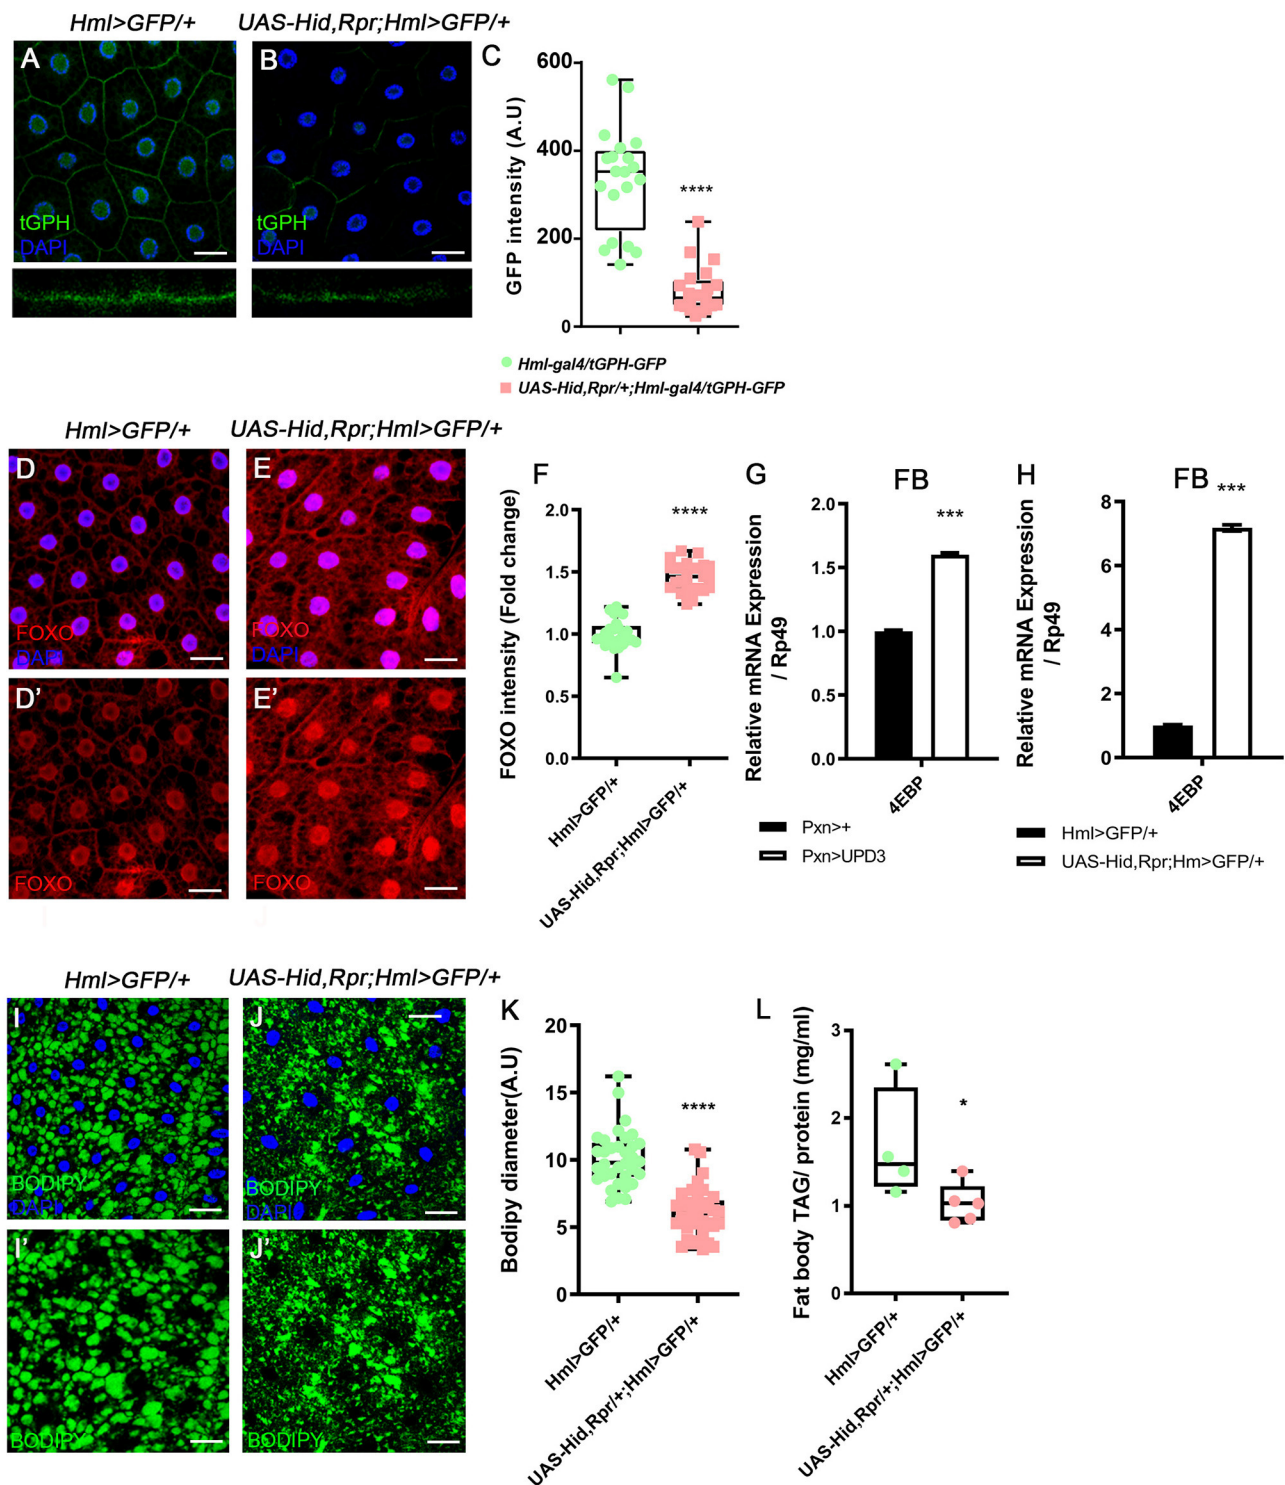 Hml>GFP/+
UAS-Hid,Rpr;Hml>GFP/+
A
tGPH
DAPI
B
tGPH
DAPI
C
GFP intensity (A.U)
600
400
200
0
****
Hml-gal4/tGPH-GFP
UAS-Hid,Rpr/+;Hml-gal4/tGPH-GFP
Hml>GFP/+
UAS-Hid,Rpr;Hml>GFP/+
D
FOXO
DAPI
E
FOXO
DAPI
D'
FOXO
E'
FOXO
F
FOXO intensity (Fold change)
2.0
1.5
1.0
0.5
0.0
****
Hml>GFP/+
UAS-Hid,Rpr;Hml>GFP/+
G
FB
Relative mRNA Expression
/ Rp49
2.0
1.5
1.0
0.5
0.0
***
4EBP
Pxn>+
Pxn>UPD3
H
FB
Relative mRNA Expression
/ Rp49
8
6
4
2
0
***
4EBP
Hml>GFP/+
UAS-Hid,Rpr;Hm>GFP/+
Hml>GFP/+
UAS-Hid,Rpr;Hml>GFP/+
I
BODIPY
DAPI
J
BODIPY
DAPI
I'
BODIPY
J'
BODIPY
K
Bodipy diameter(A.U)
20
15
10
5
0
****
Hml>GFP/+
UAS-Hid,Rpr/+;Hml>GFP/+
L
Fat body TAG/ protein (mg/ml)
3
2
1
0
*
Hml>GFP/+
UAS-Hid,Rpr/+;Hml>GFP/+